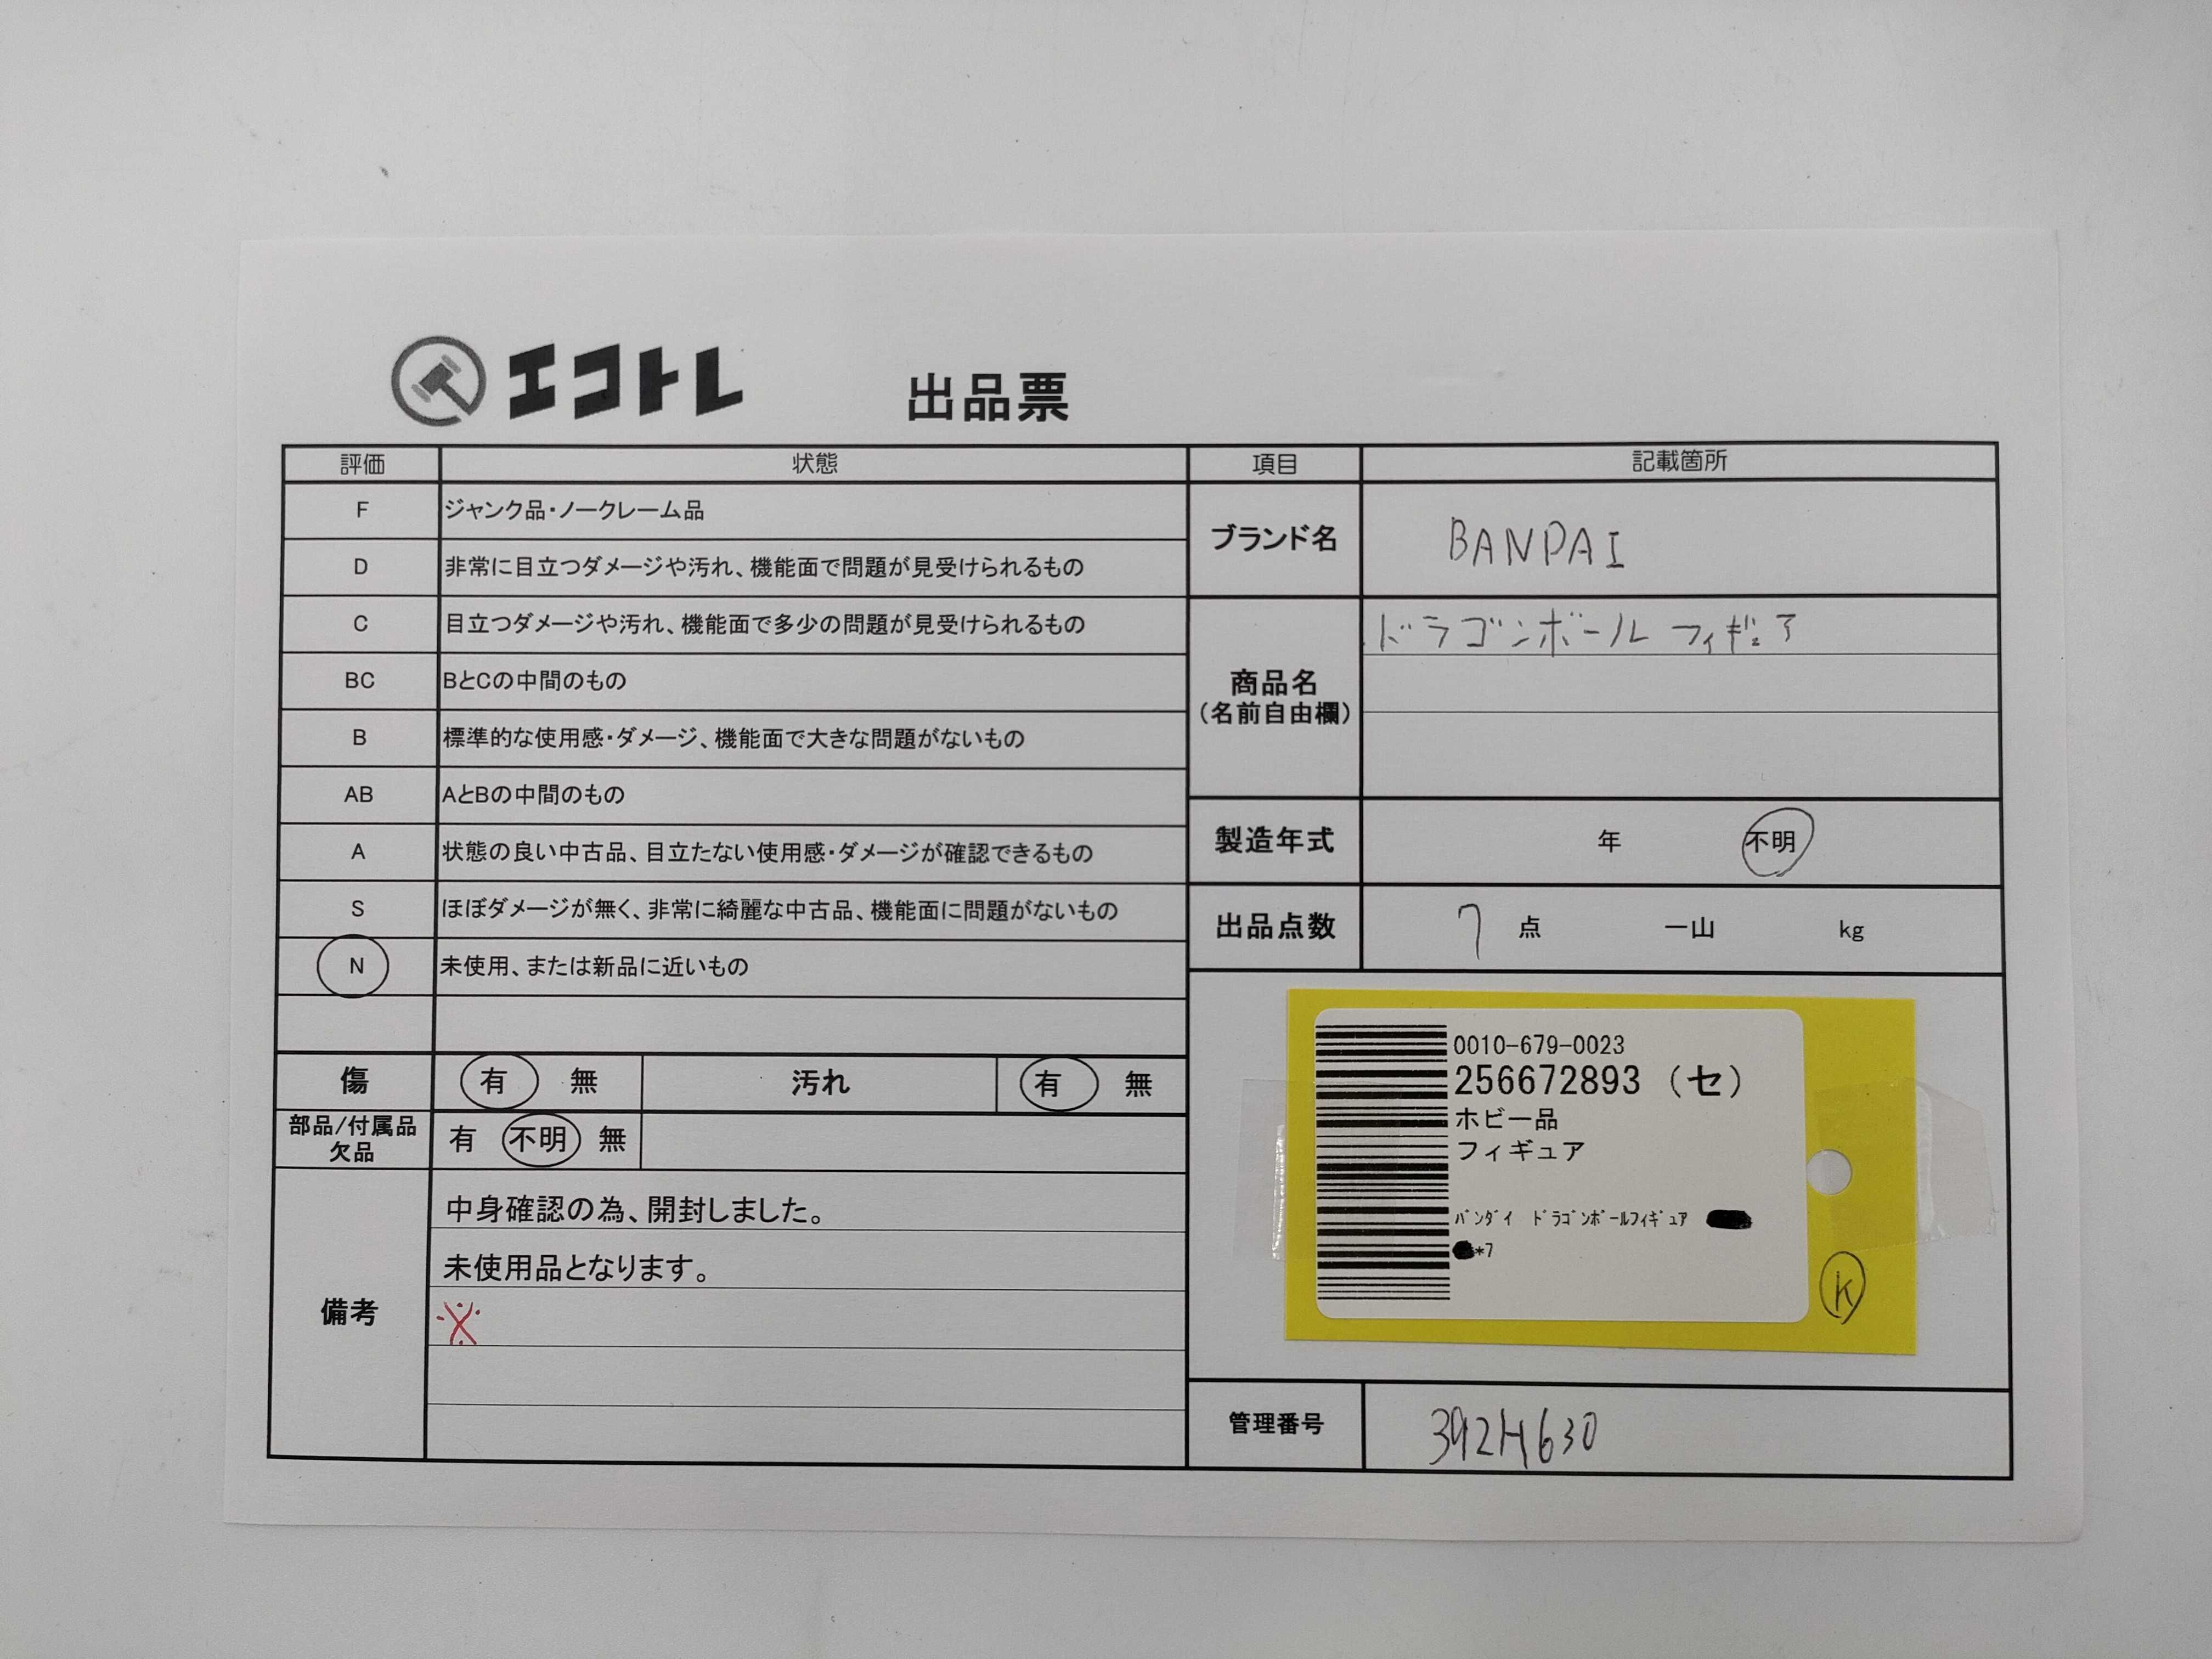 エコトレ
出品票
評価 状態
F ジャンク品・ノークレーム品
D 非常に目立つダメージや汚れ、機能面で問題が見受けられるもの
C 目立つダメージや汚れ、機能面で多少の問題が見受けられるもの
BC BとCの中間のもの
B 標準的な使用感・ダメージ、機能面で大きな問題がないもの
AB AとBの中間のもの
A 状態の良い中古品、目立たない使用感・ダメージが確認できるもの
S ほぼダメージが無く、非常に綺麗な中古品、機能面に問題がないもの
N 未使用、または新品に近いもの
傷 有 無 汚れ 有 無
部品/付属品
欠品
有 不明 無
備考
中身確認の為、開封しました。
未使用品となります。
※
項目 記載箇所
ブランド名 BANPAI
商品名
(名前自由欄)
ドラゴンボール フィギュア
製造年式 年 不明
出品点数 7 点 一山 kg
0010-679-0023
256672893 (セ)
ホビー品
フィギュア
ﾊﾞﾝﾀﾞｲ ﾄﾞﾗｺﾞﾝﾎﾞｰﾙﾌｨｷﾞｭｱ
*7
K
管理番号 392H630